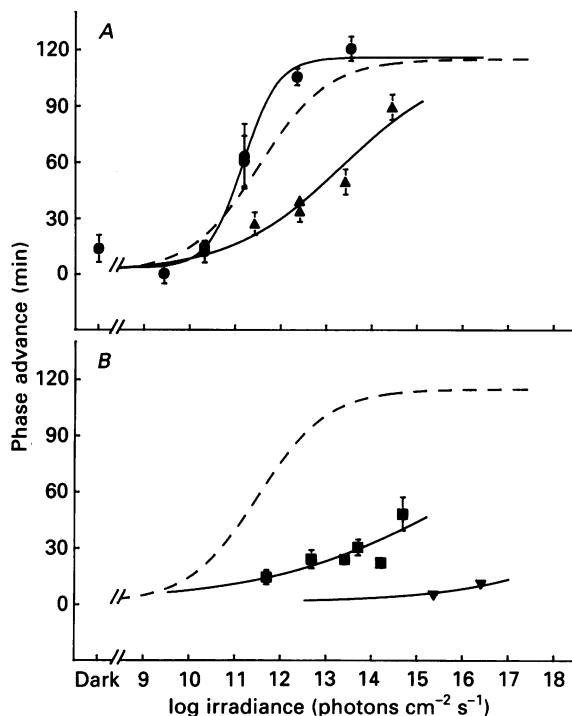 A
120
90
60
30
0
B
120
90
60
30
0
Phase advance (min)
Dark 9 10 11 12 13 14 15 16 17 18
log irradiance (photons cm⁻² s⁻¹)